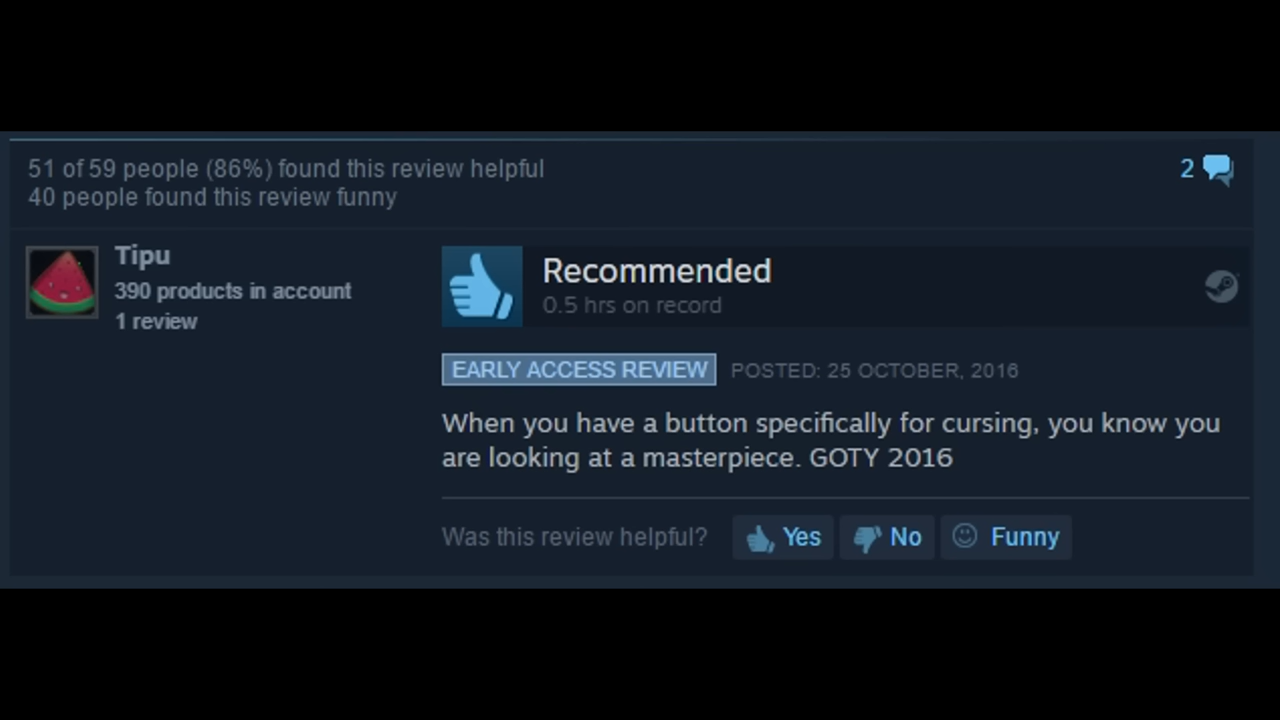 51 of 59 people (86%) found this review helpful
2
40 people found this review funny
Tipu
390 products in account
1 review
Recommended
0.5 hrs on record
EARLY ACCESS REVIEW POSTED: 25 OCTOBER, 2016
When you have a button specifically for cursing, you know you
are looking at a masterpiece. GOTY 2016
Was this review helpful? Yes No Funny